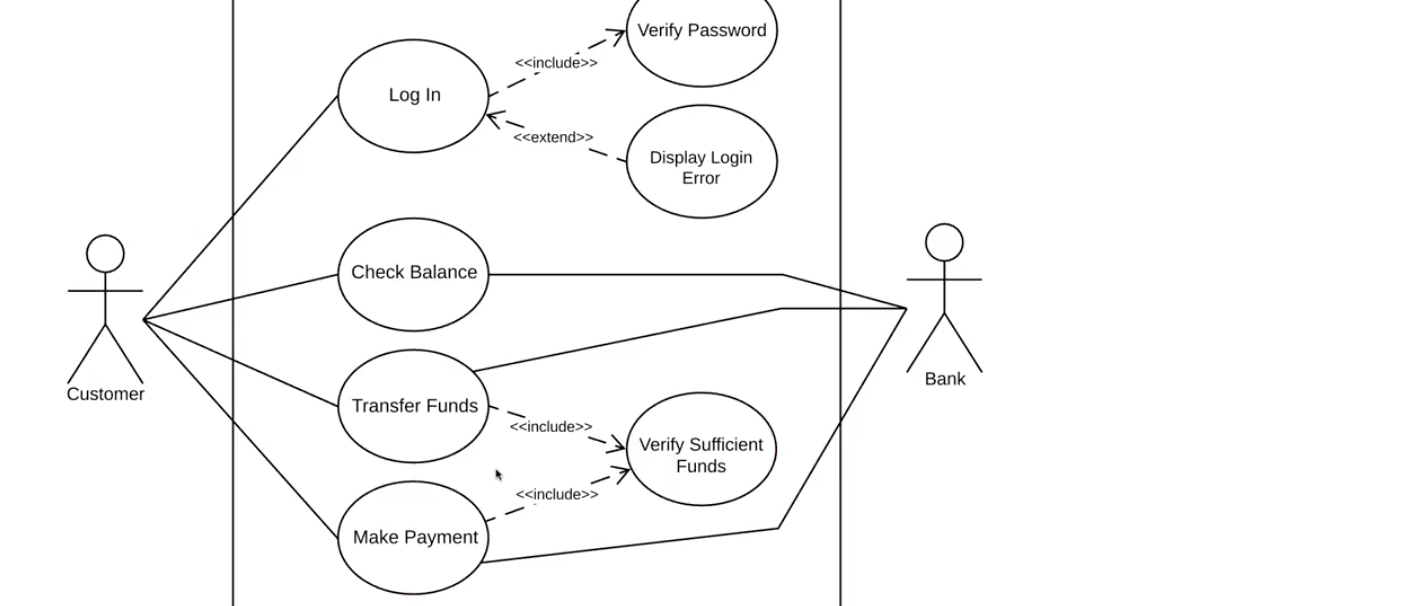 Verify Password
<<include>>
Log In
<<extend>>
Display Login
Error
Check Balance
Customer
Bank
Transfer Funds
<<include>>
Verify Sufficient
Funds
<<include>>
Make Payment